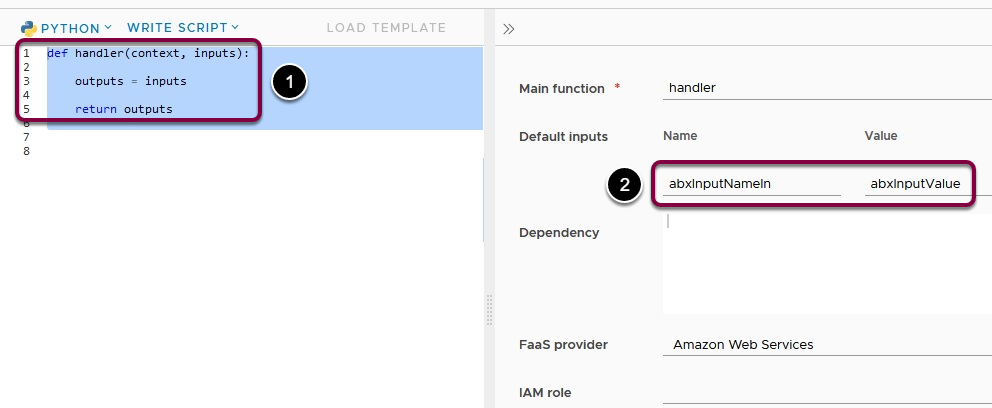 PYTHON WRITE SCRIPT LOAD TEMPLATE
1 def handler(context, inputs):
2
3 outputs = inputs
4
5 return outputs
6
7
8
1
Main function * handler
Default inputs Name Value
2 abxInputNameIn abxInputValue
Dependency
FaaS provider Amazon Web Services
IAM role